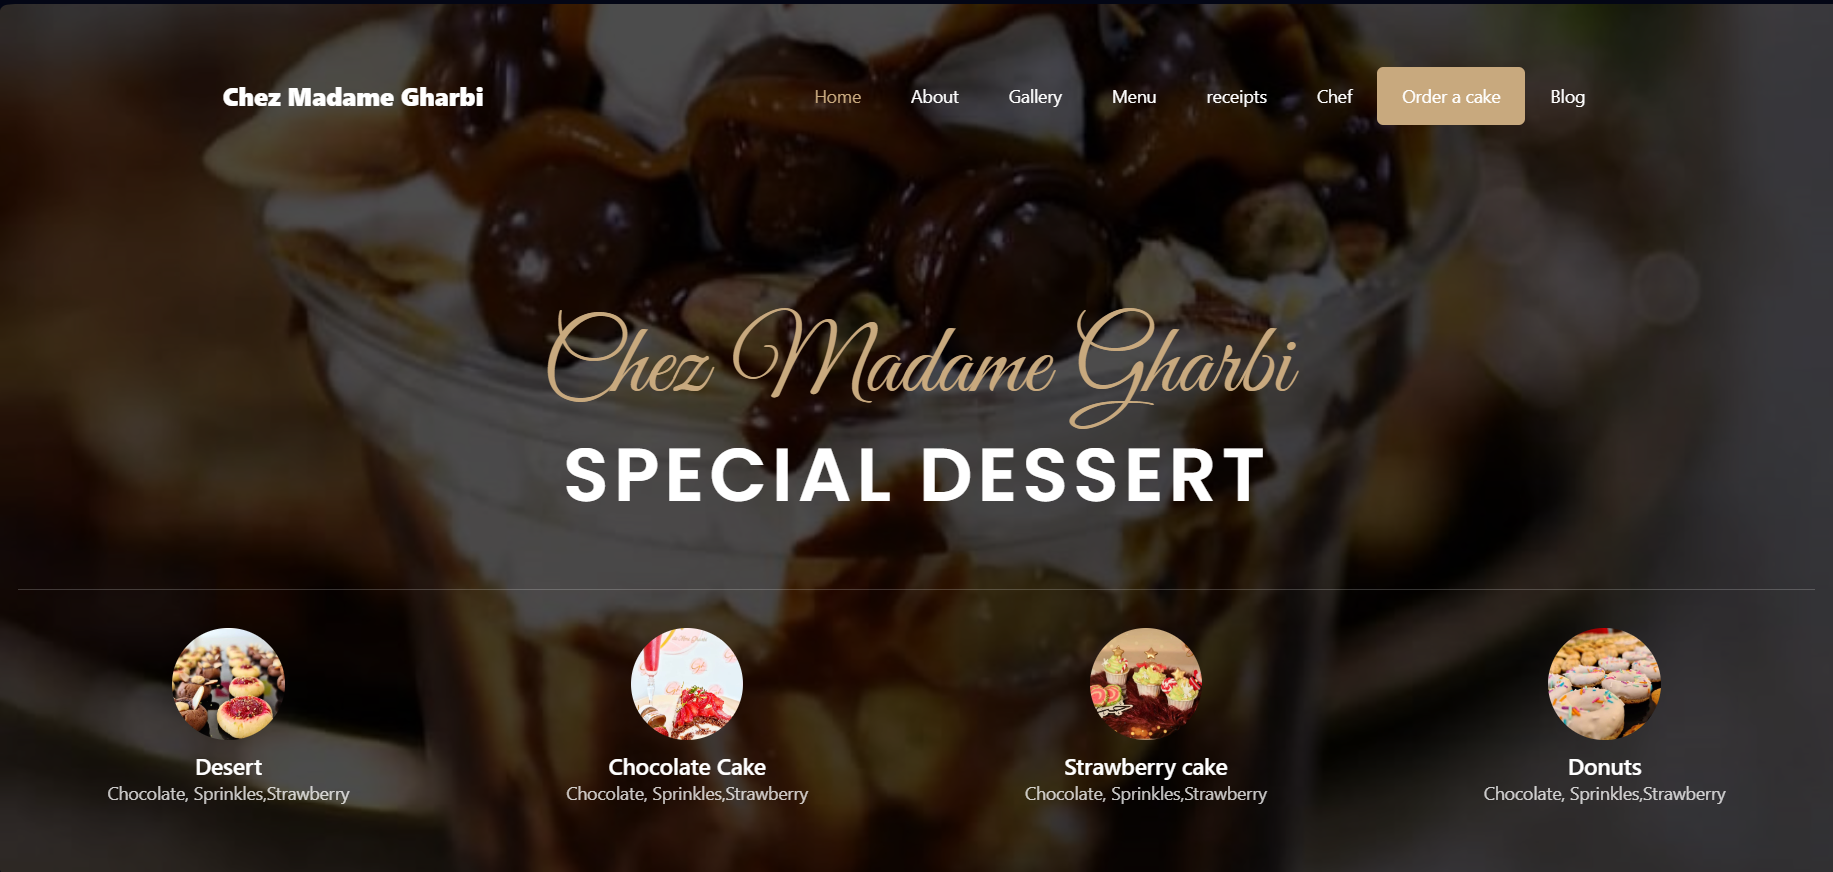 Chez Madame Gharbi
Home About Gallery Menu receipts Chef Order a cake Blog
Chez Madame Gharbi
SPECIAL DESSERT
Desert
Chocolate, Sprinkles,Strawberry
Chocolate Cake
Chocolate, Sprinkles,Strawberry
Strawberry cake
Chocolate, Sprinkles,Strawberry
Donuts
Chocolate, Sprinkles,Strawberry